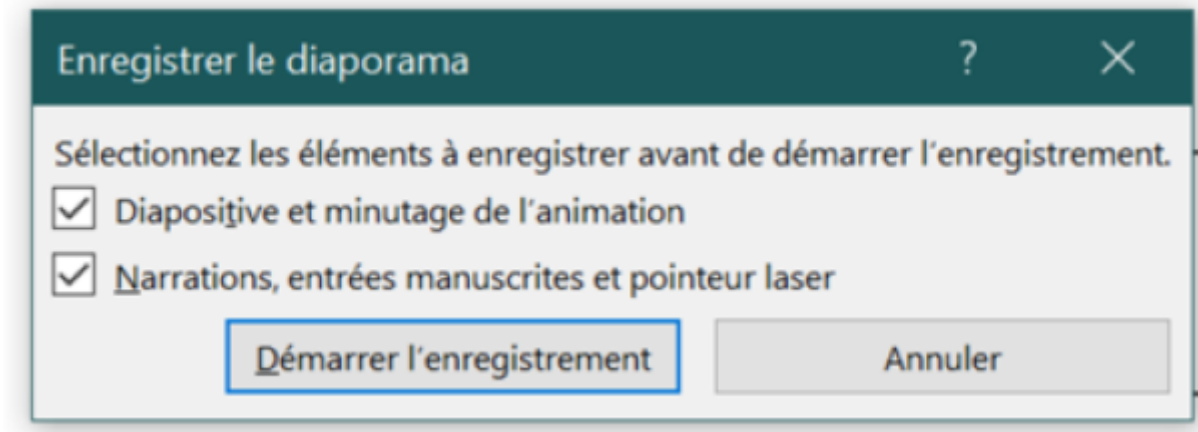 Enregistrer le diaporama ?
Sélectionnez les éléments à enregistrer avant de démarrer l'enregistrement.
Diapositive et minutage de l'animation
Narrations, entrées manuscrites et pointeur laser
Démarrer l'enregistrement Annuler